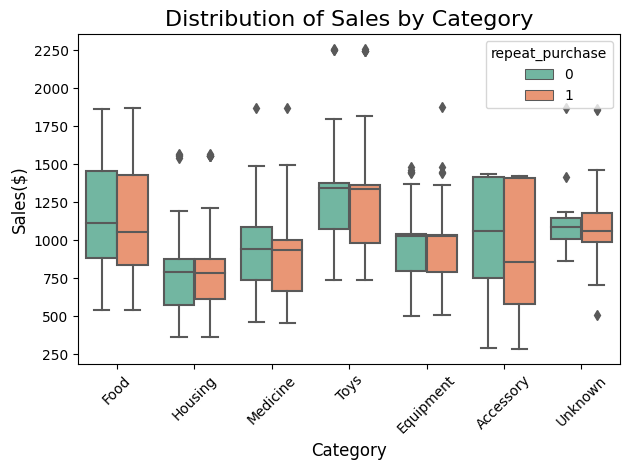 Distribution of Sales by Category
repeat_purchase
0
1
2250
2000
1750
1500
1250
1000
750
500
250
Sales($)
Food
Housing
Medicine
Toys
Equipment
Accessory
Unknown
Category